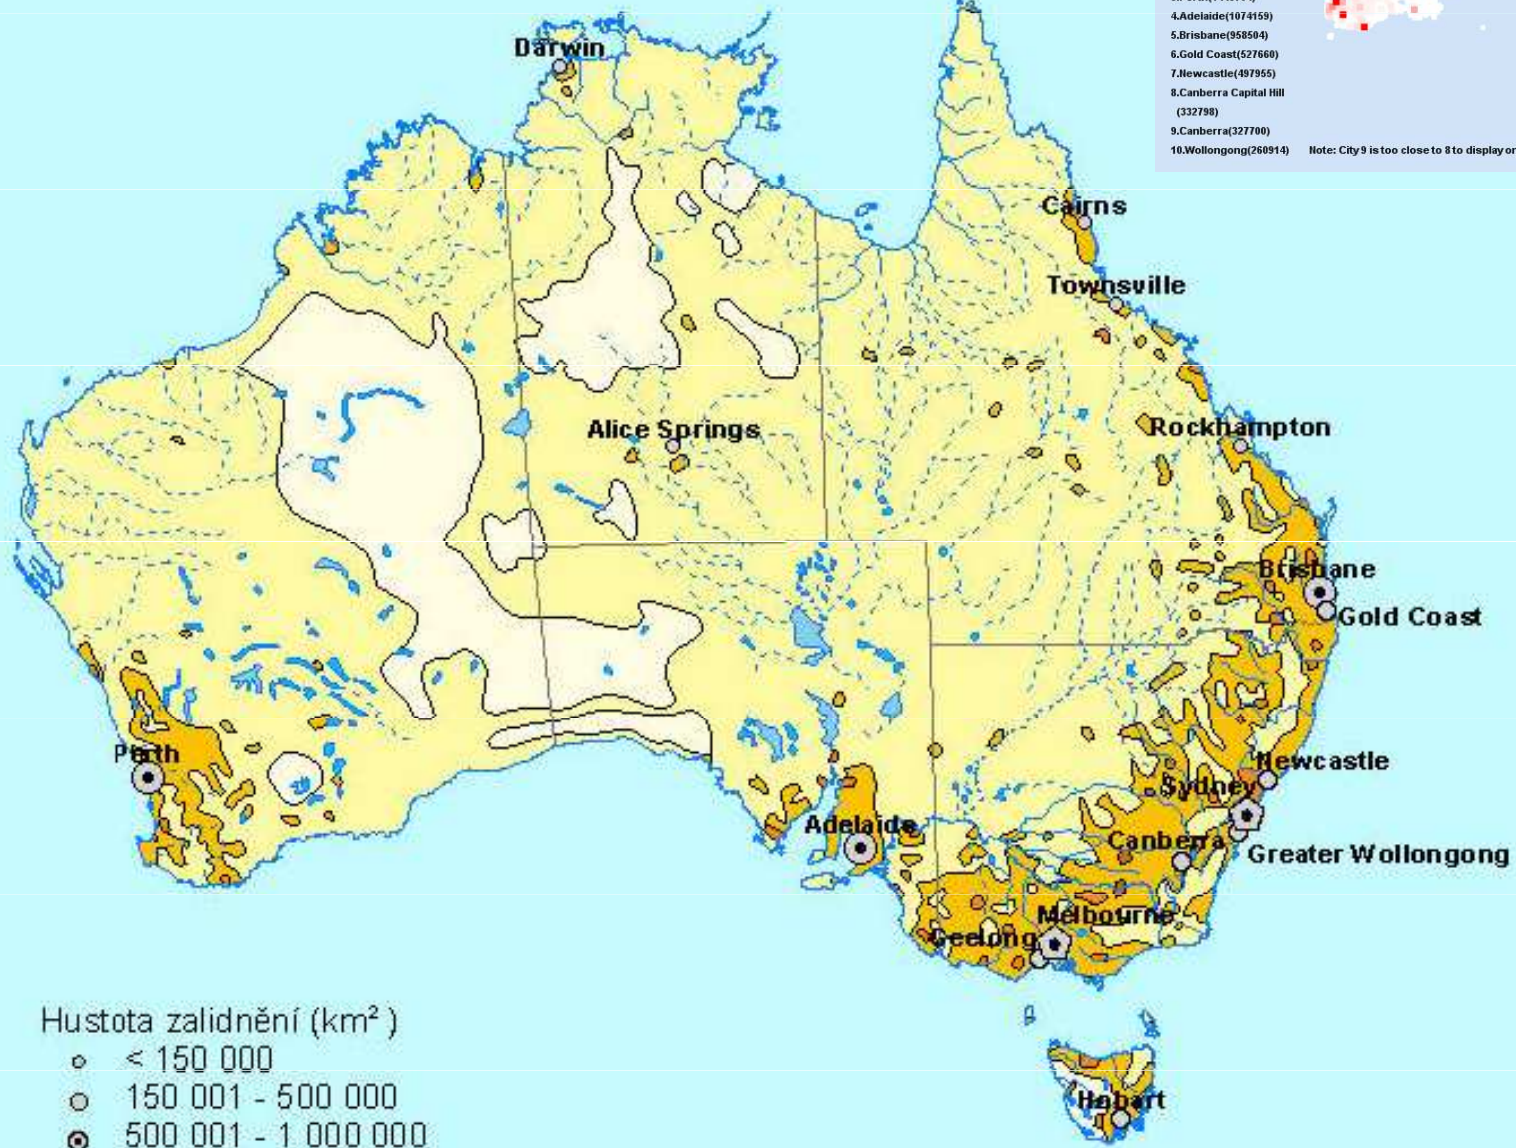 4.Adelaide(1074159)
5.Brisbane(958504)
6.Gold Coast(527660)
7.Newcastle(497955)
8.Canberra Capital Hill
(332798)
9.Canberra(327700)
10.Wollongong(260914) Note: City 9 is too close to 8 to display or
Darwin
Cairns
Townsville
Alice Springs
Rockhampton
Brisbane
Gold Coast
Perth
Newcastle
Sydney
Adelaide
Canberra
Greater Wollongong
Melbourne
Geelong
Hobart
Hustota zalidnění (km²)
< 150 000
150 001 - 500 000
500 001 - 1 000 000